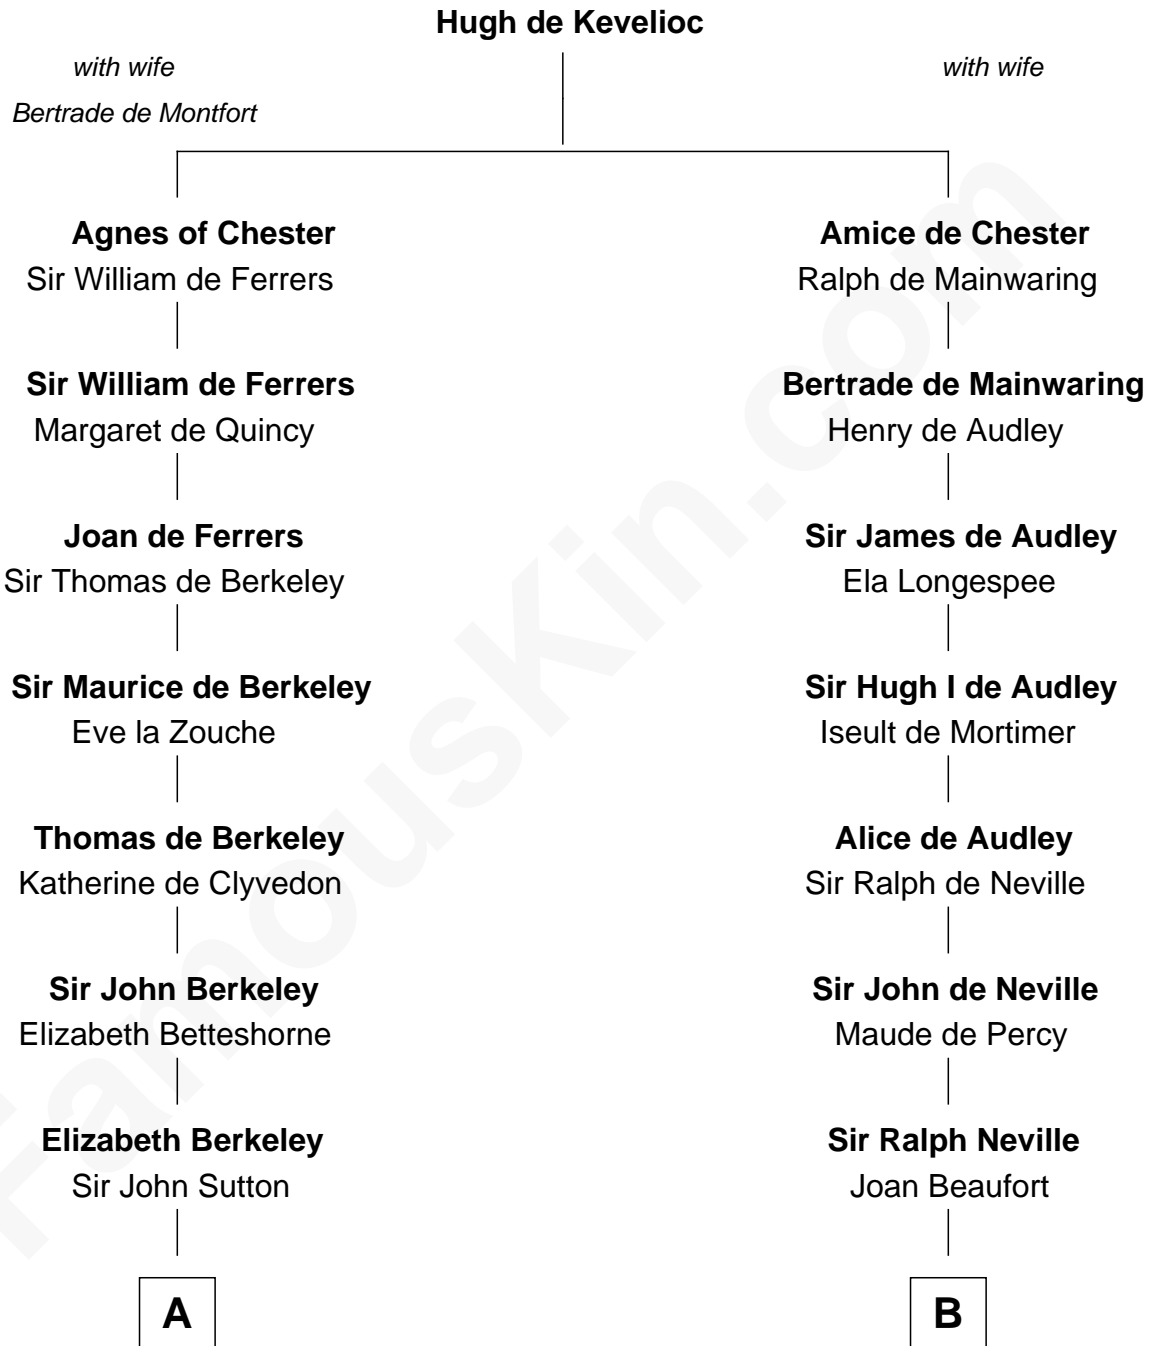 Hugh de Kevelioc
with wife
with wife
Bertrade de Montfort
Agnes of Chester
Sir William de Ferrers
Amice de Chester
Ralph de Mainwaring
Sir William de Ferrers
Margaret de Quincy
Bertrade de Mainwaring
Henry de Audley
Joan de Ferrers
Sir Thomas de Berkeley
Sir James de Audley
Ela Longespee
Sir Maurice de Berkeley
Eve la Zouche
Sir Hugh I de Audley
Iseult de Mortimer
Thomas de Berkeley
Katherine de Clyvedon
Alice de Audley
Sir Ralph de Neville
Sir John Berkeley
Elizabeth Betteshorne
Sir John de Neville
Maude de Percy
Elizabeth Berkeley
Sir John Sutton
Sir Ralph Neville
Joan Beaufort
A
B
FamousKin.com